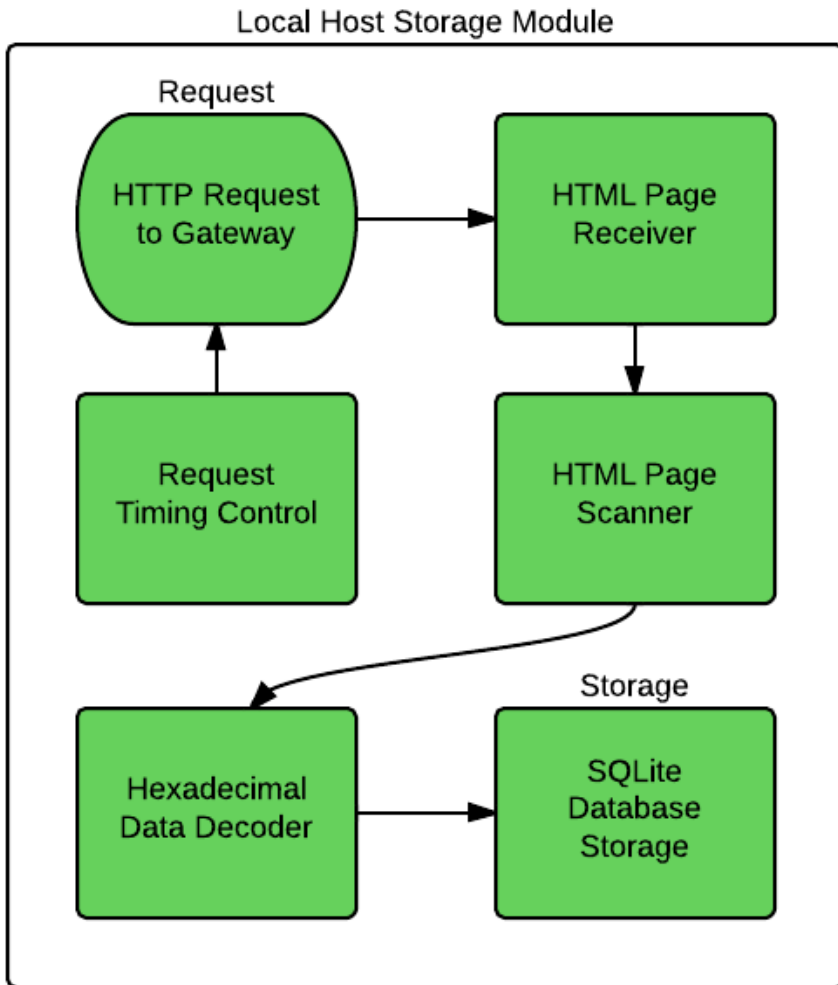 Local Host Storage Module
Request
HTTP Request
to Gateway
HTML Page
Receiver
Request
Timing Control
HTML Page
Scanner
Hexadecimal
Data Decoder
Storage
SQLite
Database
Storage